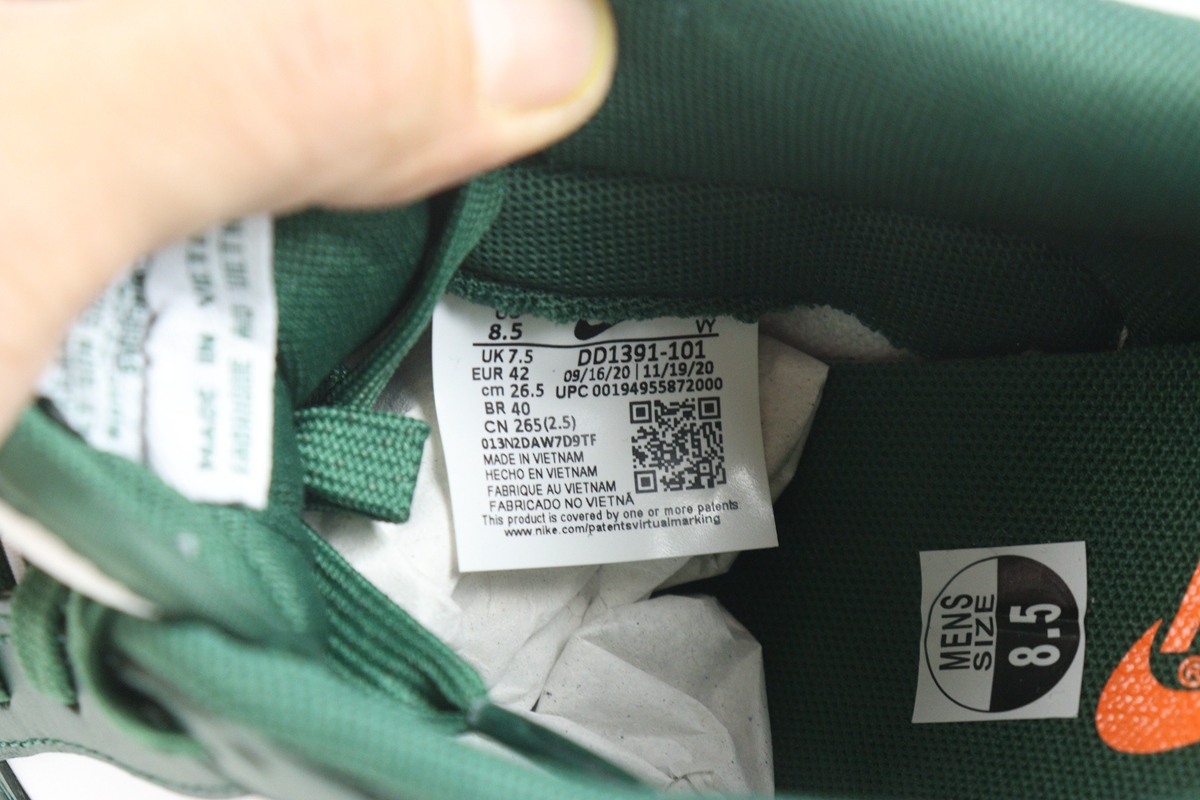 8.5
VY
UK 7.5 DD1391-101
EUR 42 09/16/20 | 11/19/20
cm 26.5 UPC 00194955872000
BR 40
CN 265(2.5)
013N2DAW7D9TF
MADE IN VIETNAM
HECHO EN VIETNAM
FABRIQUE AU VIETNAM
FABRICADO NO VIETNÃ
This product is covered by one or more patents
www.nike.com/patentsvirtualmarking
MENS
SIZE
8.5
MADE IN